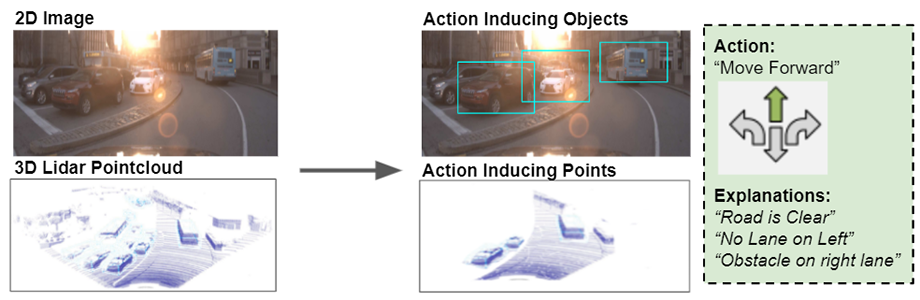 2D Image
Action Inducing Objects
3D Lidar Pointcloud
Action Inducing Points
Action:
“Move Forward”
Explanations:
“Road is Clear”
“No Lane on Left”
“Obstacle on right lane”